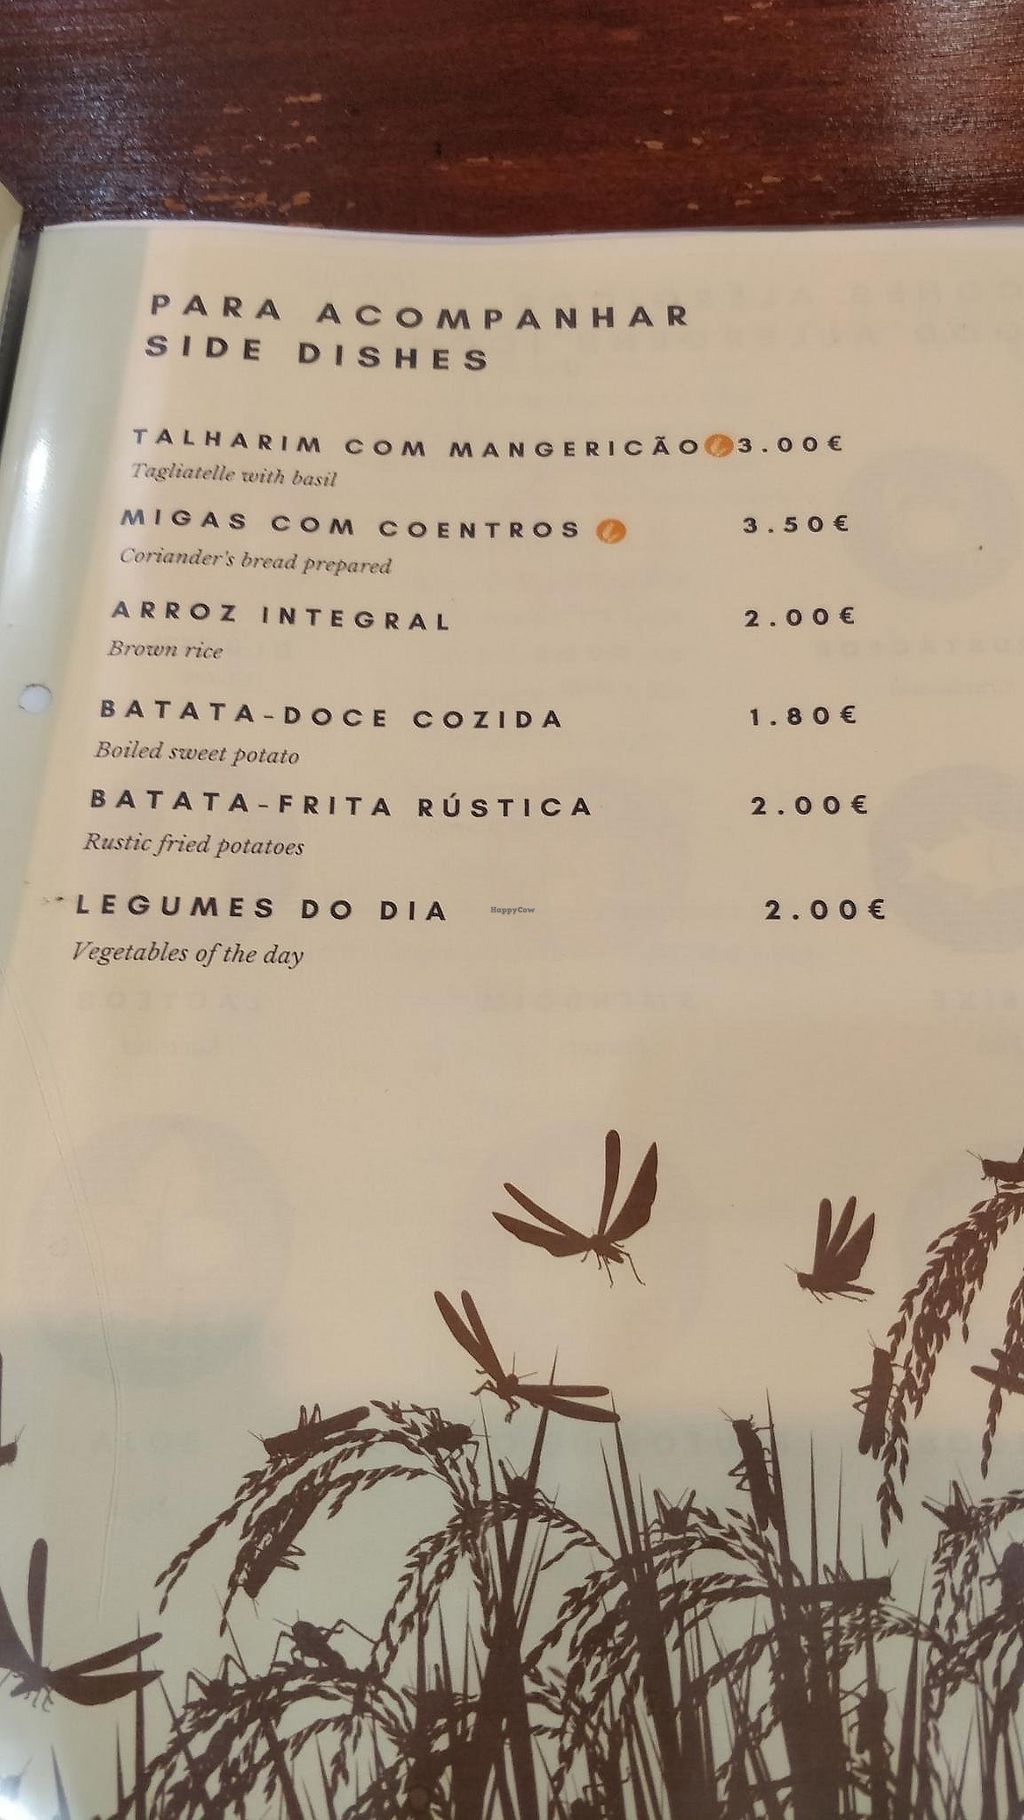 PARA ACOMPANHAR
SIDE DISHES
TALHARIM COM MANGERICÃO 3.00€
Tagliatelle with basil
MIGAS COM COENTROS 3.50€
Coriander's bread prepared
ARROZ INTEGRAL 2.00€
Brown rice
BATATA-DOCE COZIDA 1.80€
Boiled sweet potato
BATATA-FRITA RÚSTICA 2.00€
Rustic fried potatoes
LEGUMES DO DIA 2.00€
HappyCow
Vegetables of the day